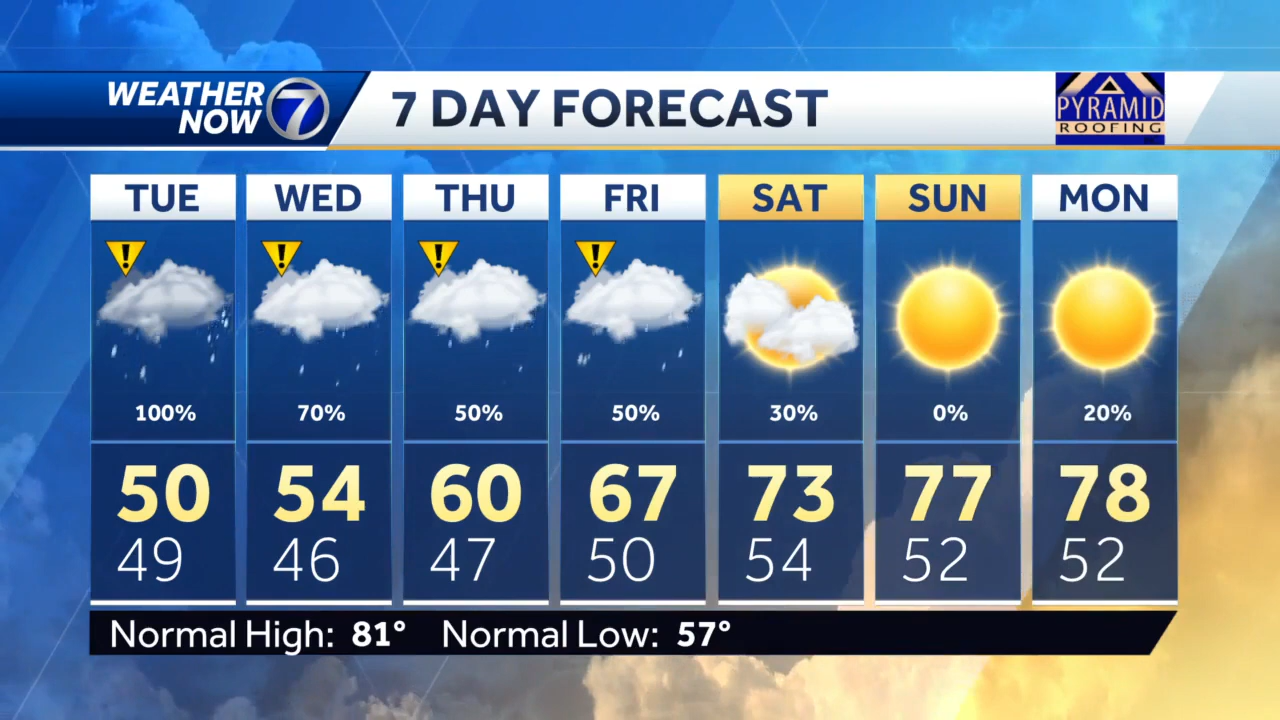 WEATHER
NOW
7
7 DAY FORECAST
PYRAMID
ROOFING
TUE WED THU FRI SAT SUN MON
! ! ! !
100% 70% 50% 50% 30% 0% 20%
50 54 60 67 73 77 78
49 46 47 50 54 52 52
Normal High: 81° Normal Low: 57°